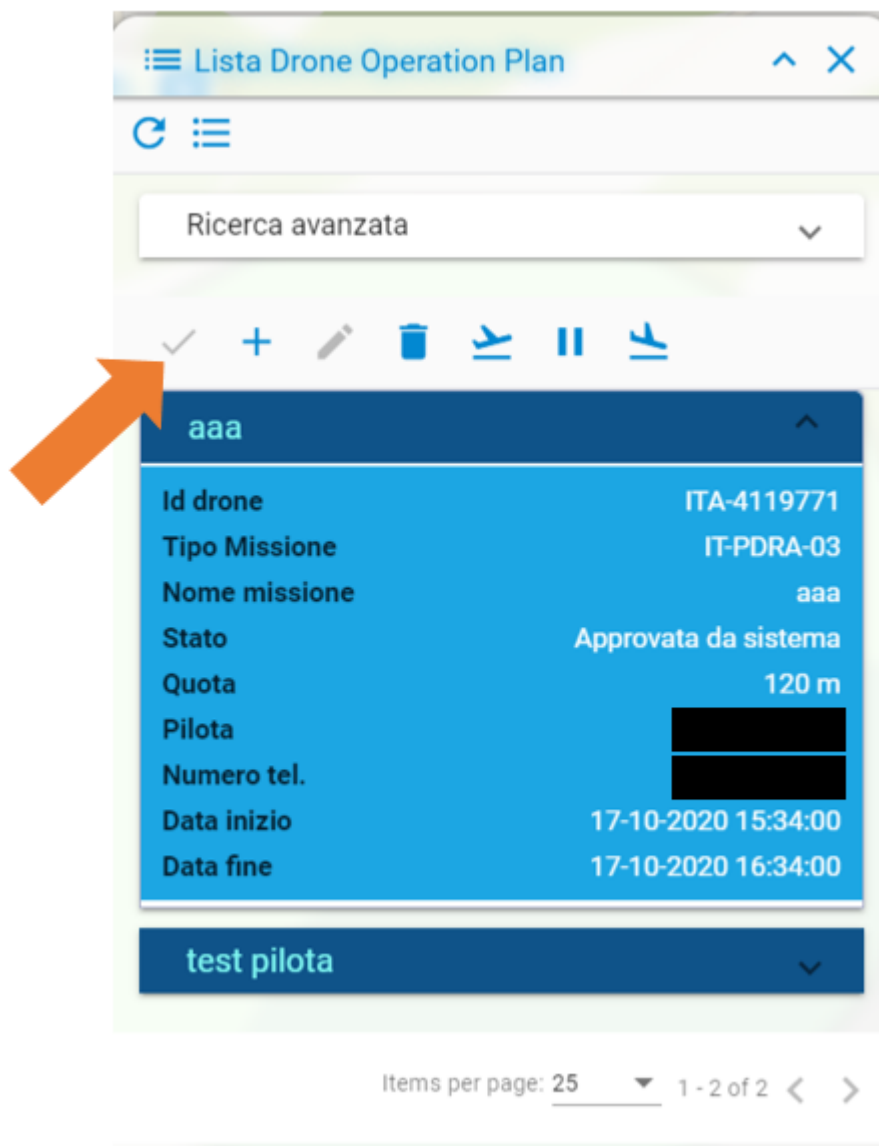 Lista Drone Operation Plan
Ricerca avanzata
aaa
Id drone ITA-4119771
Tipo Missione IT-PDRA-03
Nome missione aaa
Stato Approvata da sistema
Quota 120 m
Pilota
Numero tel.
Data inizio 17-10-2020 15:34:00
Data fine 17-10-2020 16:34:00
test pilota
Items per page: 25 1 - 2 of 2